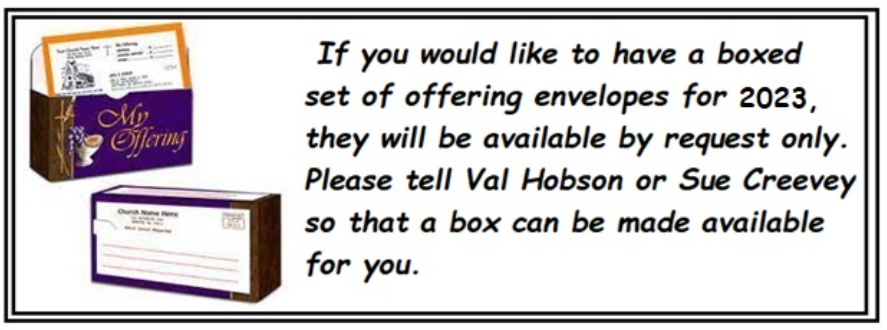 If you would like to have a boxed
set of offering envelopes for 2023,
they will be available by request only.
Please tell Val Hobson or Sue Creevey
so that a box can be made available
for you.
My
Offering
Church Name Here